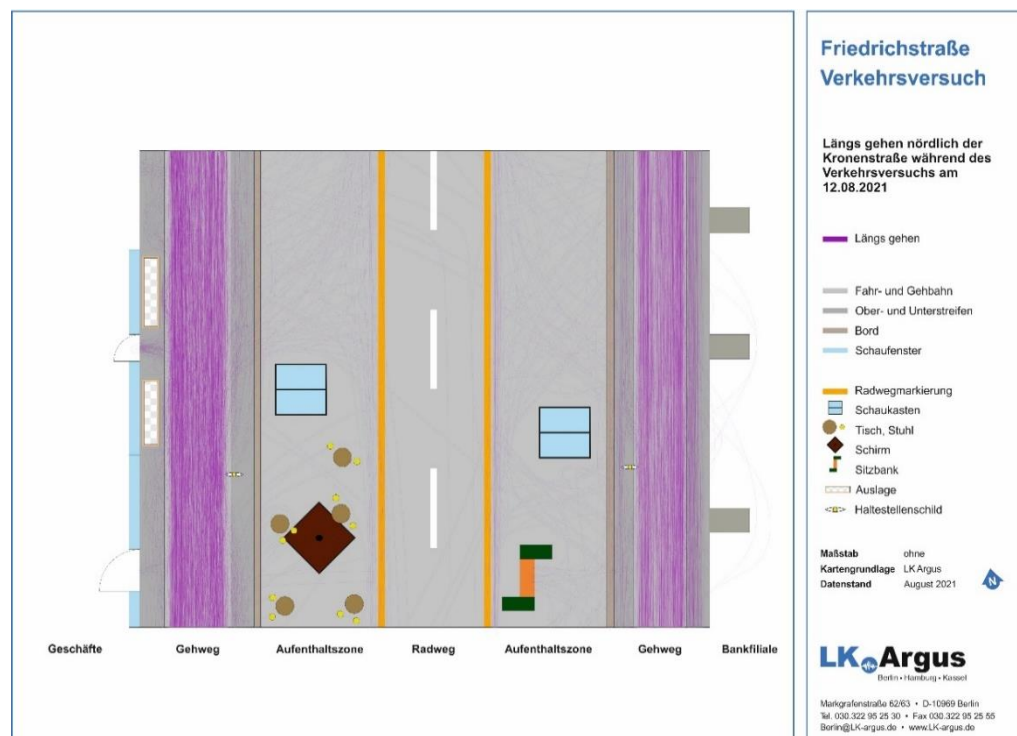 Friedrichstraße
Verkehrsversuch
Längs gehen nördlich der
Kronenstraße während des
Verkehrsversuchs am
12.08.2021
Längs gehen
Fahr- und Gehbahn
Ober- und Unterstreifen
Bord
Schaufenster
Radwegmarkierung
Schaukasten
Tisch, Stuhl
Schirm
Sitzbank
Auslage
Haltestellenschild
Maßstab ohne
Kartengrundlage LK Argus
Datenstand August 2021
N
Geschäfte Gehweg Aufenthaltszone Radweg Aufenthaltszone Gehweg Bankfiliale
LK Argus
Berlin • Hamburg • Kassel
Markgrafenstraße 62/63 • D-10969 Berlin
Tel. 030.322 95 25 30 • Fax 030.322 95 25 55
Berlin@LK-argus.de • www.LK-argus.de